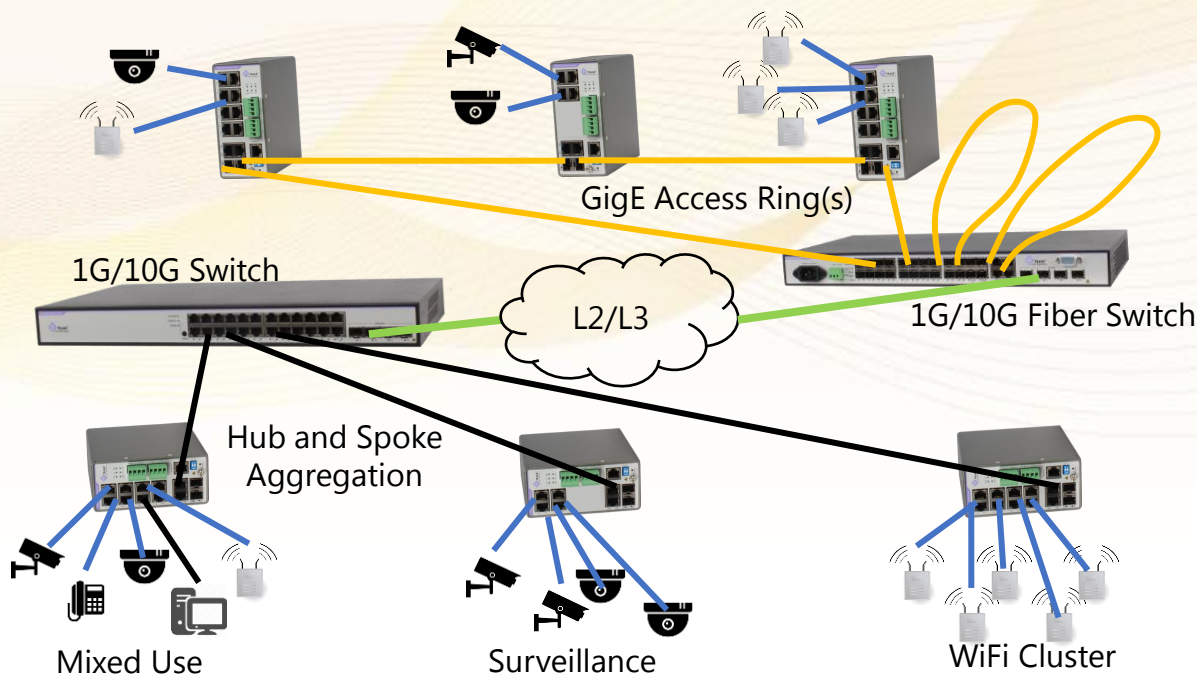 GigE Access Ring(s)
1G/10G Switch
L2/L3
1G/10G Fiber Switch
Hub and Spoke
Aggregation
Mixed Use
Surveillance
WiFi Cluster